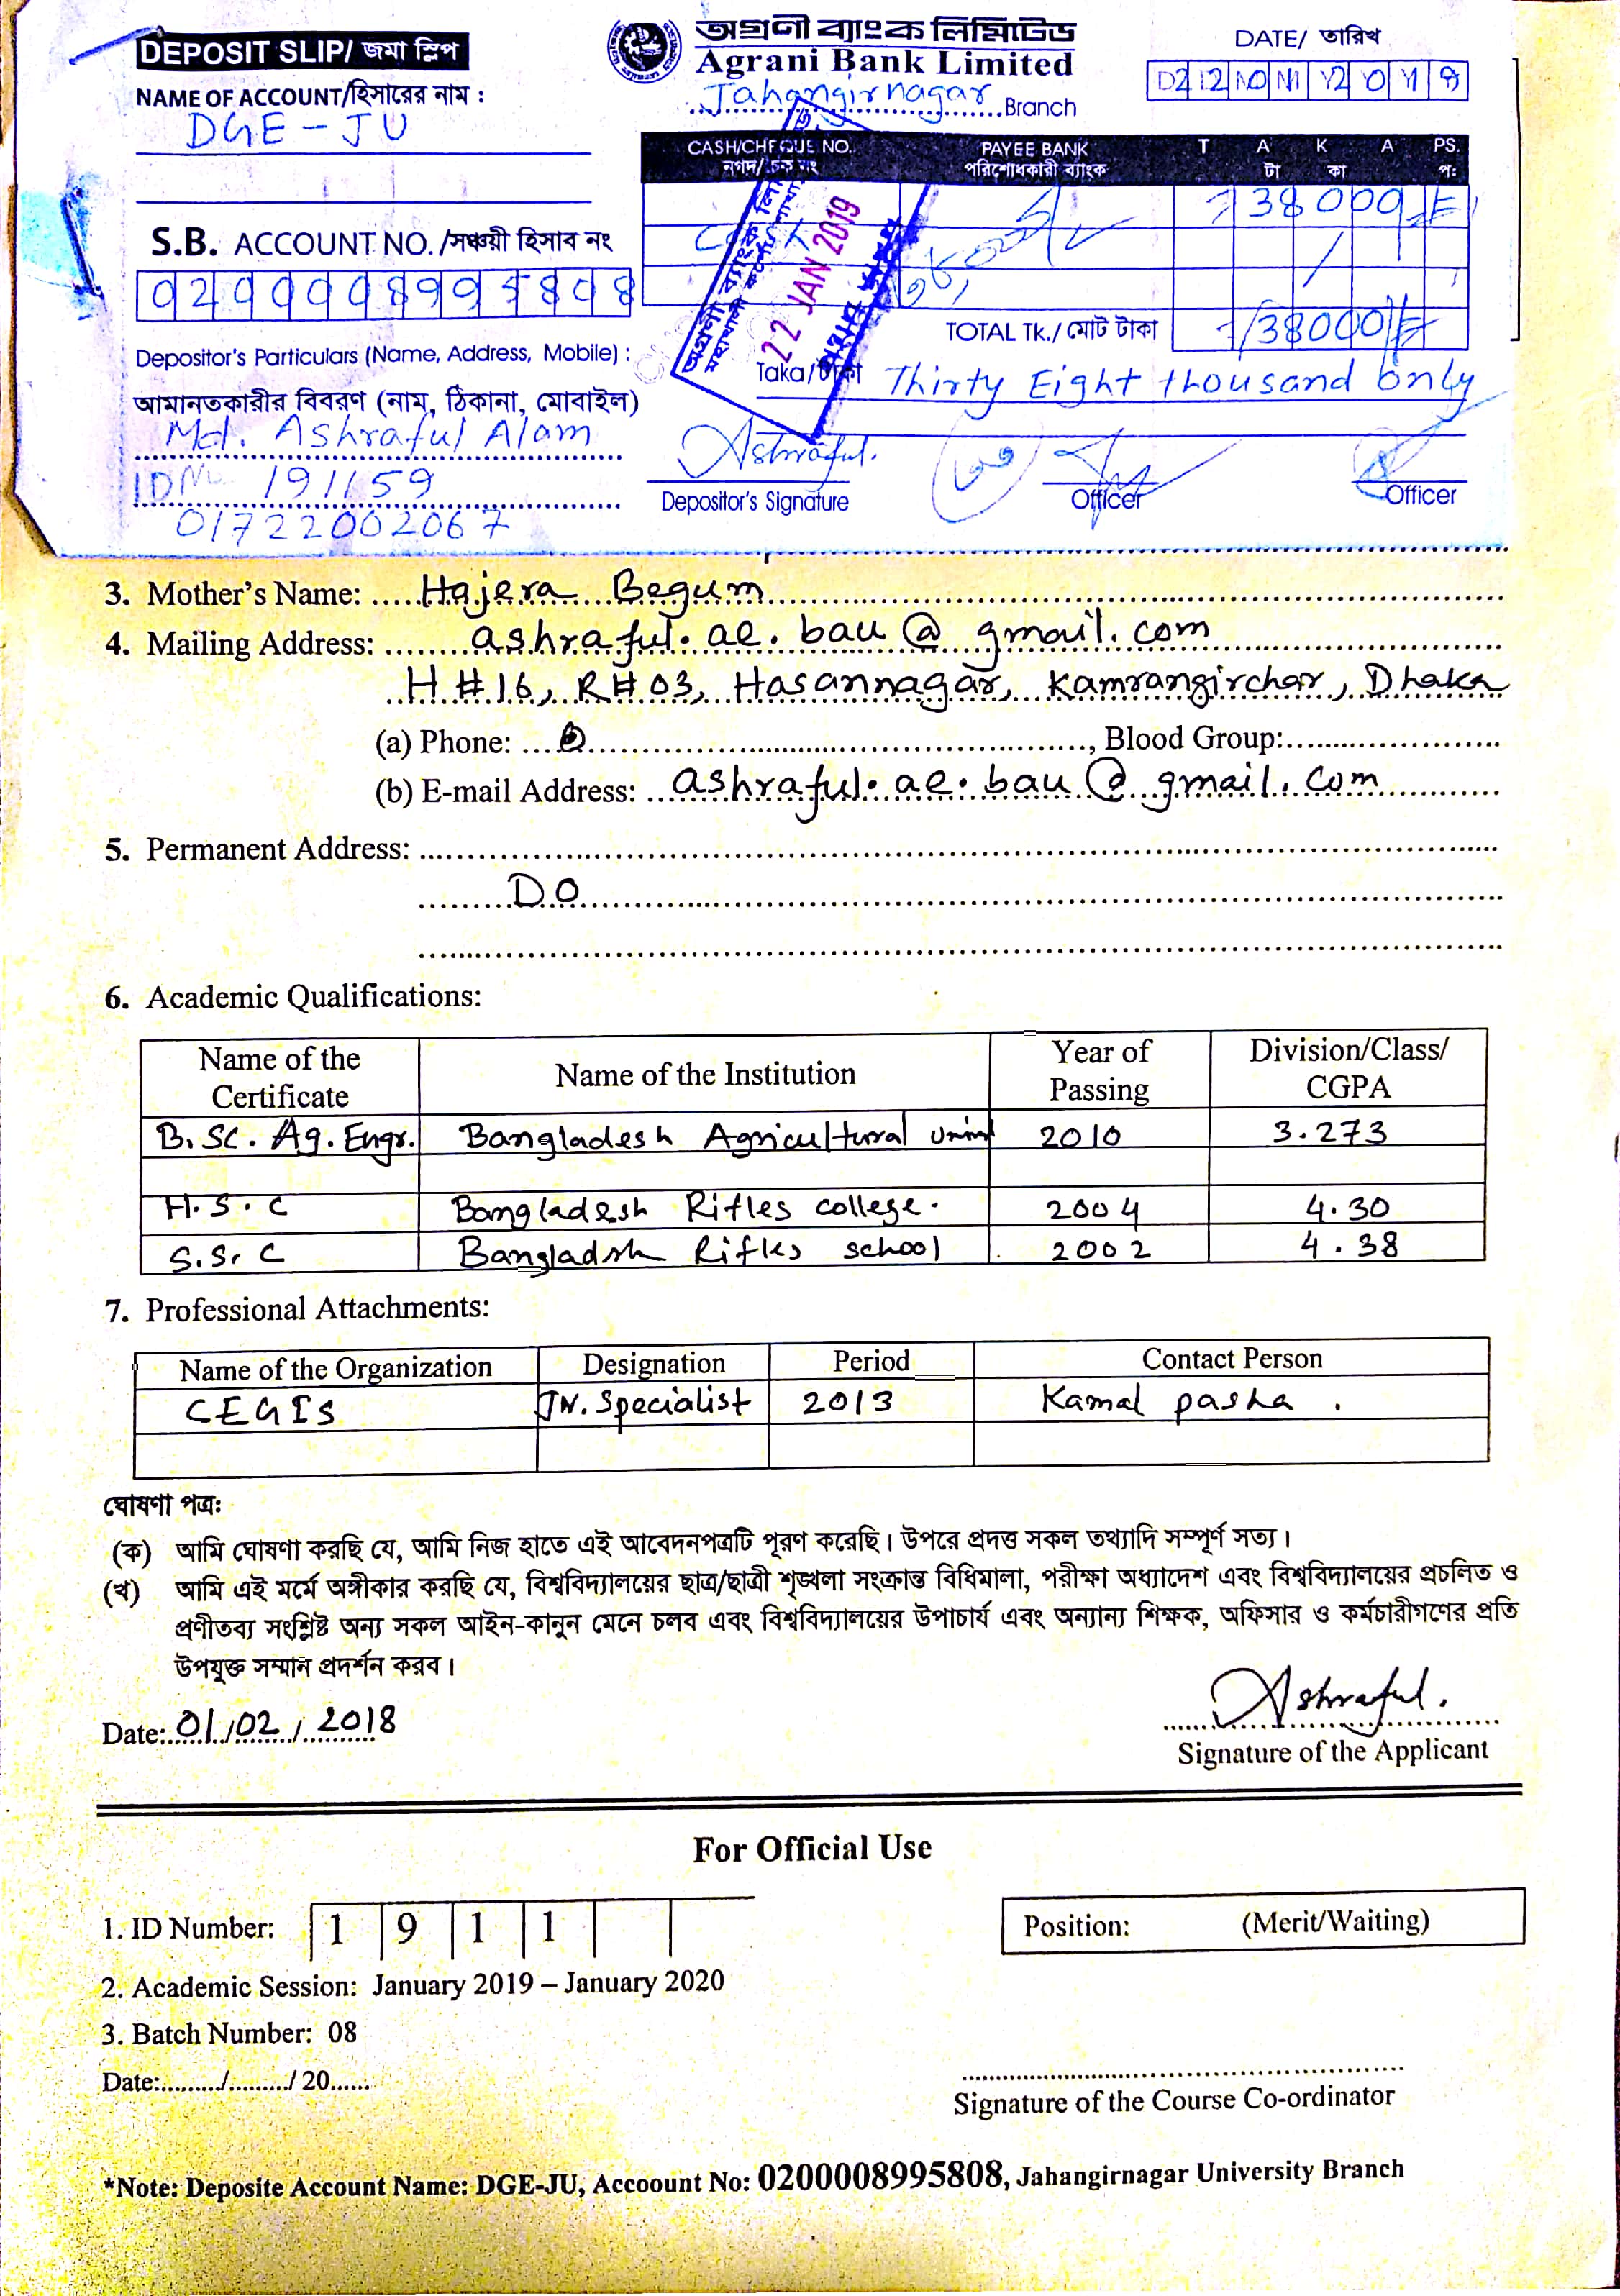 DEPOSIT SLIP/ জমা স্লিপ
অগ্রণী ব্যাংক লিমিটেড
Agrani Bank Limited
Jahangirnagar Branch
DATE/ তারিখ
22 2019
NAME OF ACCOUNT/হিসাবের নাম :
DGE - JU
CASH/CHEQUE NO. PAYEE BANK T A K A PS.
নগদ/চেক নং পরিশোধকারী ব্যাংক টা কা প:
38000/=
Cash
22 JAN 2019
S.B. ACCOUNT NO./সঞ্চয়ী হিসাব নং
0200008995808
TOTAL TK./মোট টাকা 38000/=
Depositor's Particulars (Name, Address, Mobile) :
Taka/টাকা Thirty Eight thousand only
আমানতকারীর বিবরণ (নাম, ঠিকানা, মোবাইল)
Md. Ashraful Alam
ID No. 191159
01722002067
Ashraful.
Depositor's Signature Officer Officer
3. Mother's Name: Hajera Begum
4. Mailing Address: ashraful.ae.bau@gmail.com
H#16, R#03, Hasannagar, Kamrangirchar, Dhaka
(a) Phone: , Blood Group:
(b) E-mail Address: ashraful.ae.bau@gmail.com
5. Permanent Address:
DO
6. Academic Qualifications:
Name of the Certificate Name of the Institution Year of Passing Division/Class/ CGPA
B.Sc. Ag. Engr. Bangladesh Agricultural 2010 3.273
H.S.C Bangladesh Rifles college. 2004 4.30
S.S.C Bangladsh Rifles school 2002 4.38
7. Professional Attachments:
Name of the Organization Designation Period Contact Person
CEGIS JN. Specialist 2013 Kamal pasha.
ঘোষণা পত্র:
(ক) আমি ঘোষণা করছি যে, আমি নিজ হাতে এই আবেদনপত্রটি পূরণ করেছি। উপরে প্রদত্ত সকল তথ্যাদি সম্পূর্ণ সত্য।
(খ) আমি এই মর্মে অঙ্গীকার করছি যে, বিশ্ববিদ্যালয়ের ছাত্র/ছাত্রী শৃঙ্খলা সংক্রান্ত বিধিমালা, পরীক্ষা অধ্যাদেশ এবং বিশ্ববিদ্যালয়ের প্রচলিত ও
প্রণীতব্য সংশ্লিষ্ট অন্য সকল আইন-কানুন মেনে চলব এবং বিশ্ববিদ্যালয়ের উপাচার্য এবং অন্যান্য শিক্ষক, অফিসার ও কর্মচারীগণের প্রতি
উপযুক্ত সম্মান প্রদর্শন করব।
Date: 01/02/2018
Ashraful.
Signature of the Applicant
For Official Use
1. ID Number: 1 9 1 1
Position: (Merit/Waiting)
2. Academic Session: January 2019 – January 2020
3. Batch Number: 08
Date:........./........./ 20......
Signature of the Course Co-ordinator
*Note: Deposite Account Name: DGE-JU, Accoount No: 0200008995808, Jahangirnagar University Branch